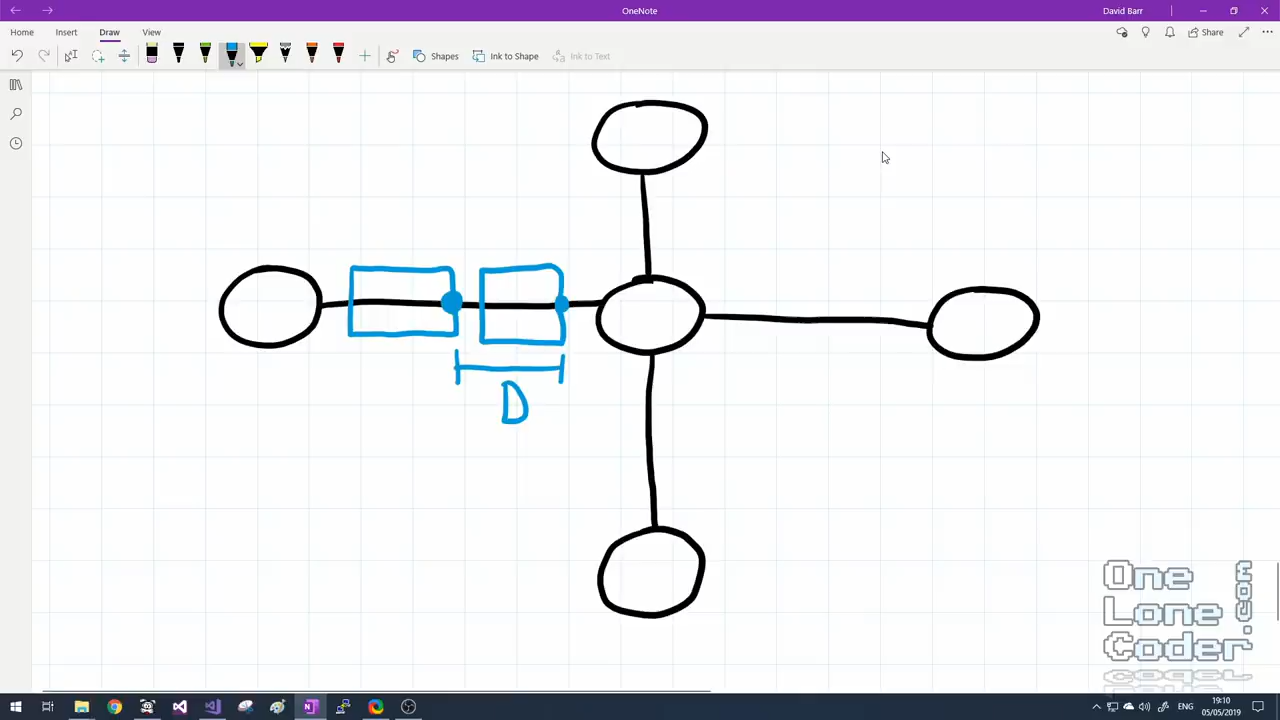 OneNote
David Barr
Home Insert Draw View
Share
Shapes Ink to Shape Ink to Text
D
One
Lone
Coder
.com
ENG
19:10
05/05/2019